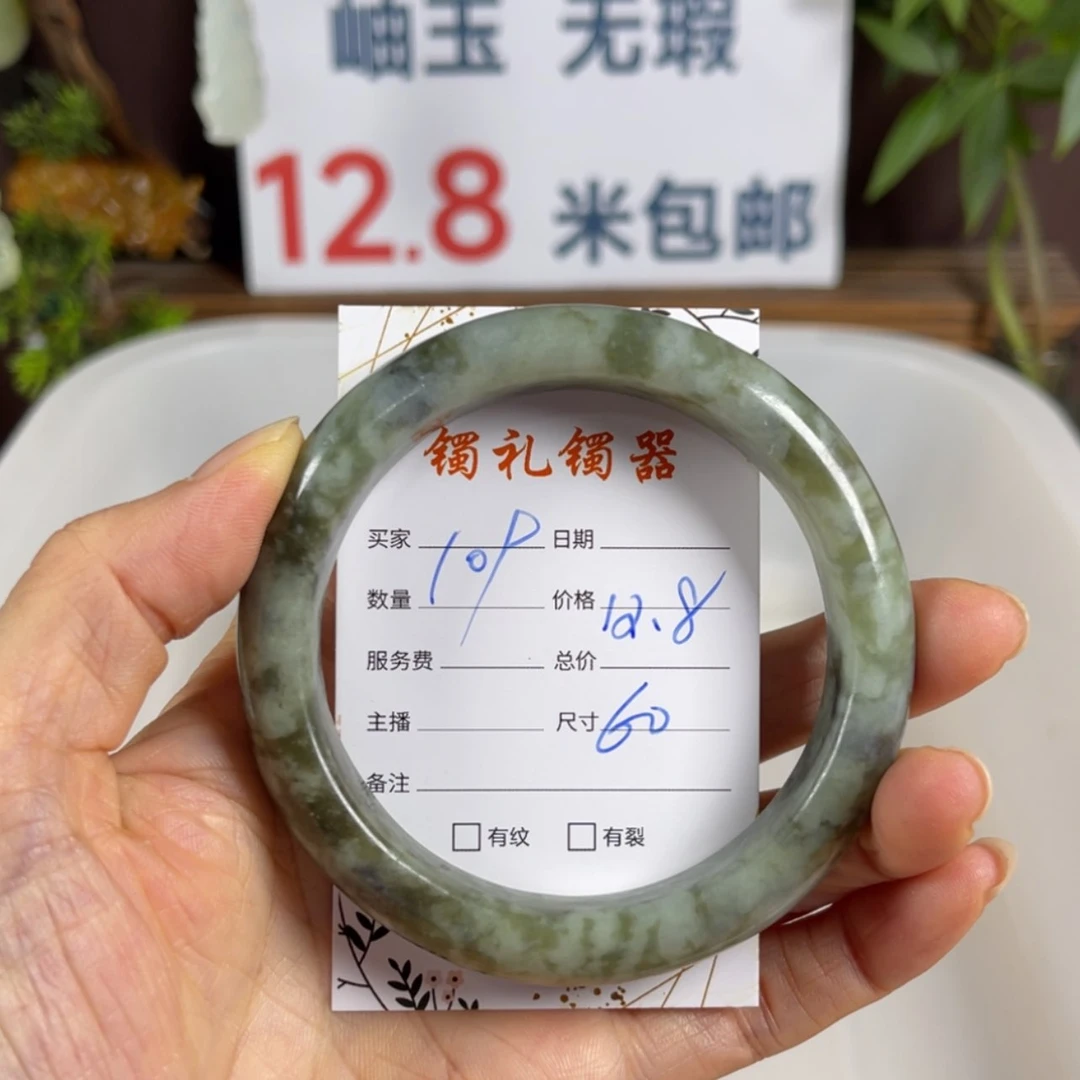 岫玉 无瑕
12.8 米包邮
镯礼镯器
买家 109 日期
数量 价格 12.8
服务费 总价
主播 尺寸 60
备注
□有纹 □有裂